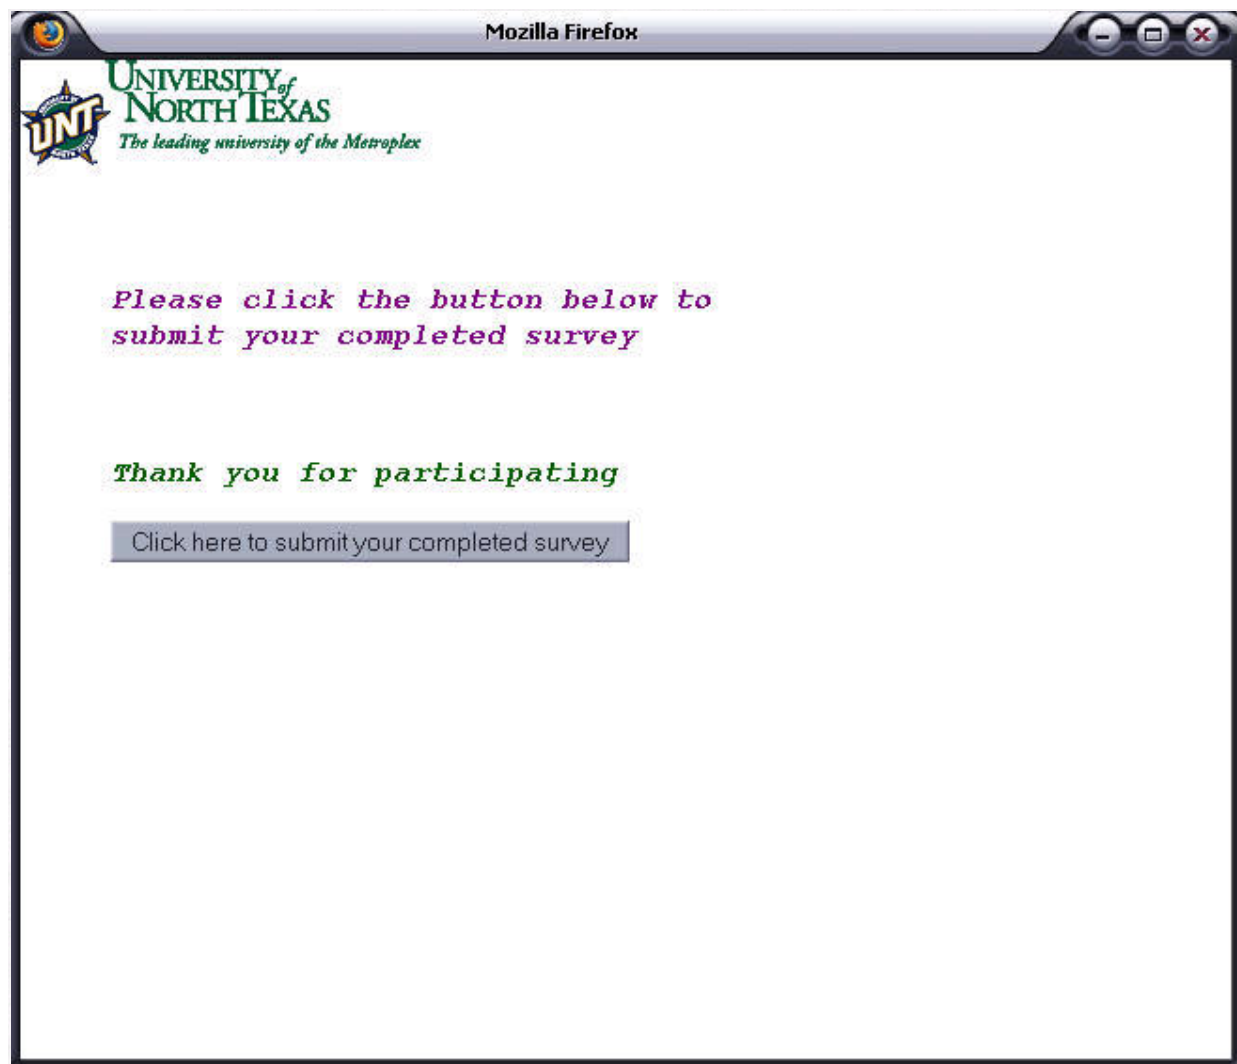 Mozilla Firefox
UNIVERSITY of
NORTH TEXAS
UNT
The leading university of the Metroplex
Please click the button below to
submit your completed survey
Thank you for participating
Click here to submit your completed survey